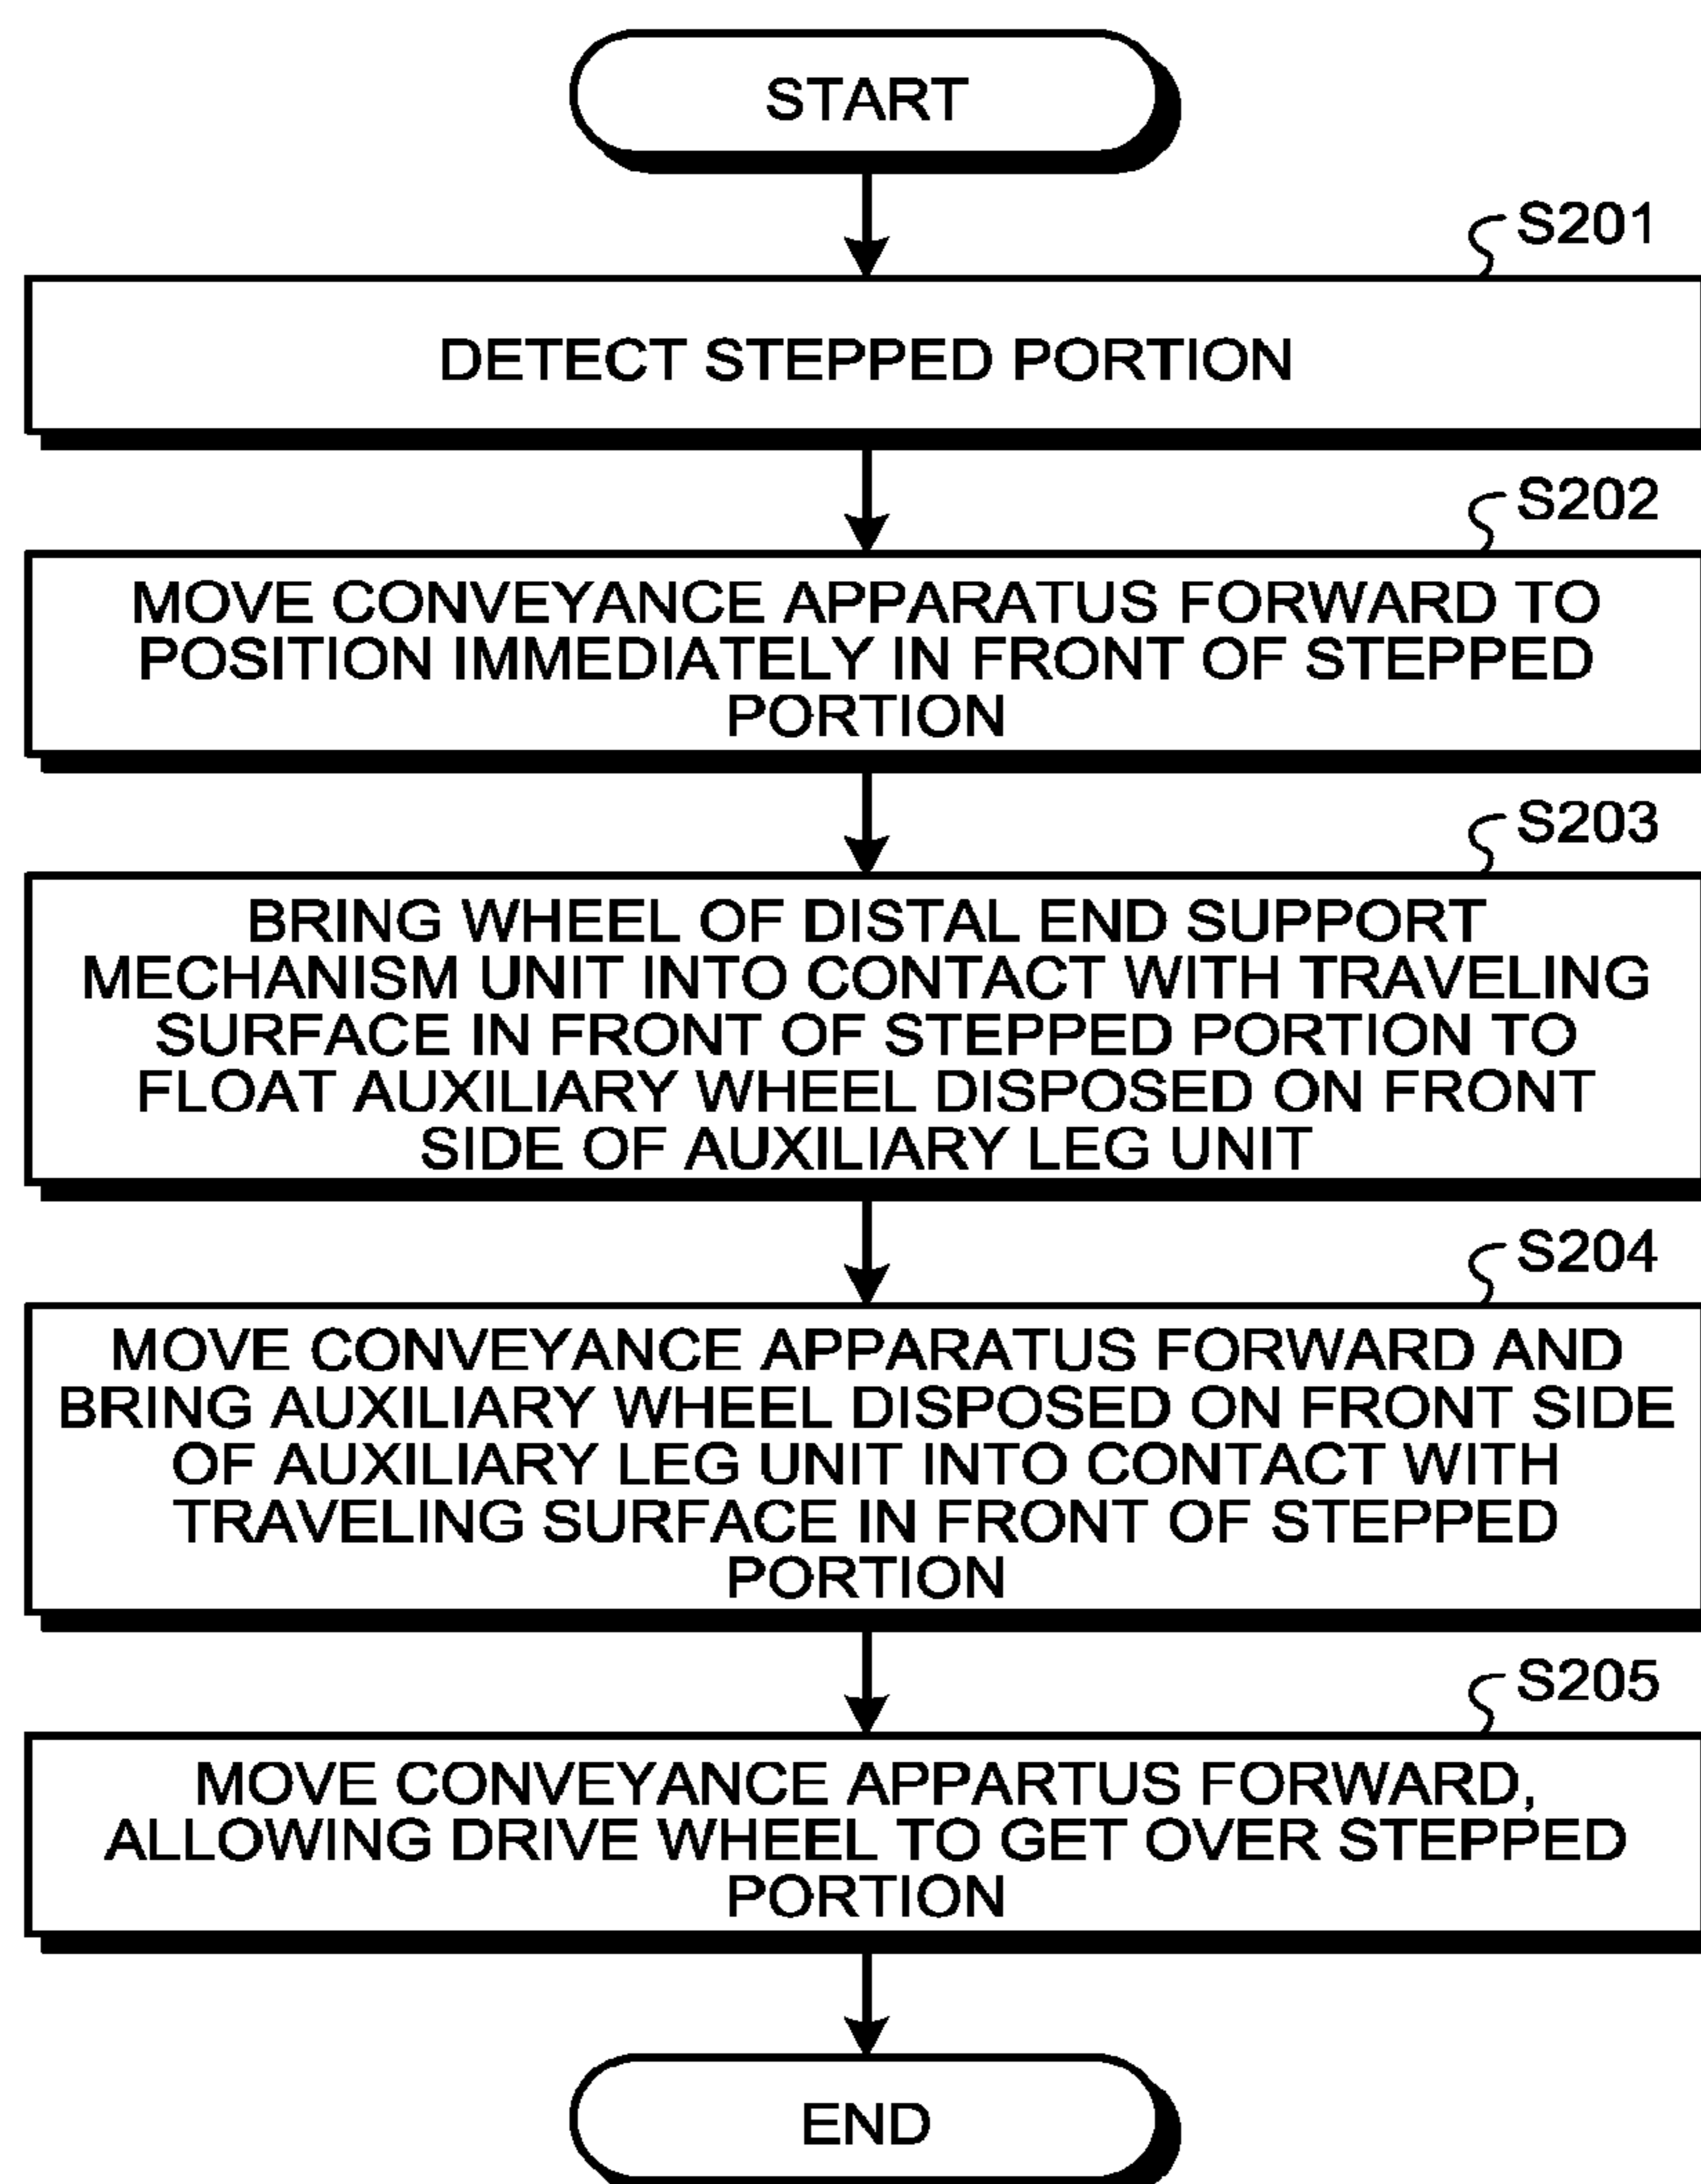 START
S201
DETECT STEPPED PORTION
S202
MOVE CONVEYANCE APPARATUS FORWARD TO
POSITION IMMEDIATELY IN FRONT OF STEPPED
PORTION
S203
BRING WHEEL OF DISTAL END SUPPORT
MECHANISM UNIT INTO CONTACT WITH TRAVELING
SURFACE IN FRONT OF STEPPED PORTION TO
FLOAT AUXILIARY WHEEL DISPOSED ON FRONT
SIDE OF AUXILIARY LEG UNIT
S204
MOVE CONVEYANCE APPARATUS FORWARD AND
BRING AUXILIARY WHEEL DISPOSED ON FRONT SIDE
OF AUXILIARY LEG UNIT INTO CONTACT WITH
TRAVELING SURFACE IN FRONT OF STEPPED
PORTION
S205
MOVE CONVEYANCE APPARTUS FORWARD,
ALLOWING DRIVE WHEEL TO GET OVER STEPPED
PORTION
END